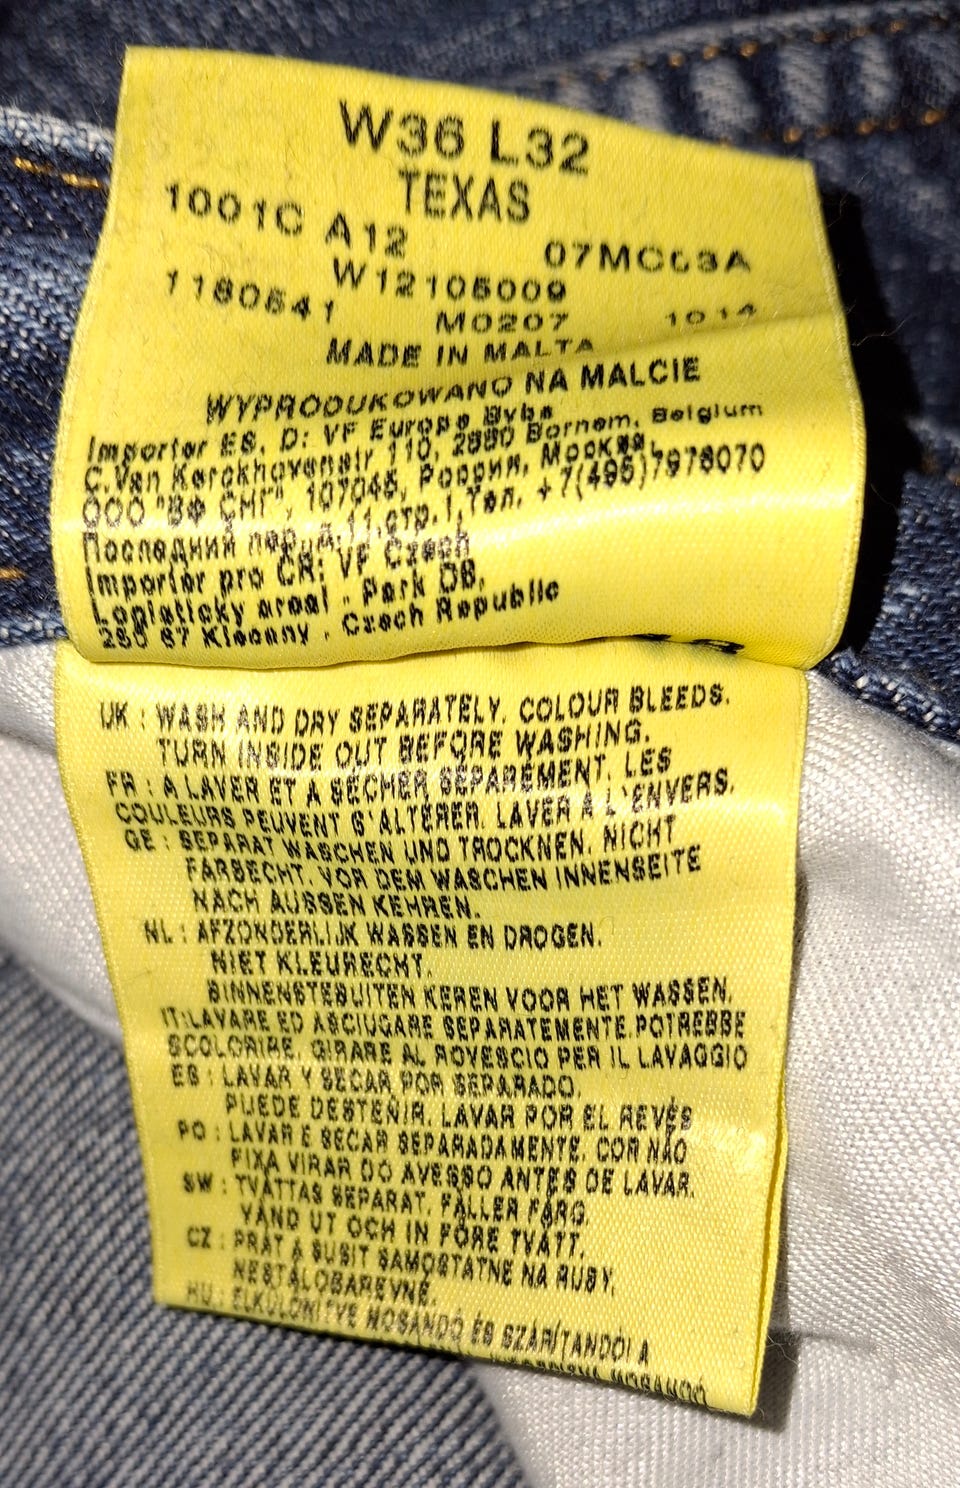 W36 L32
TEXAS
1001C A12 07MC03A
W12105009
1180541 M0207 1014
MADE IN MALTA
WYPRODUKOWANO NA MALCIE
Importer ES, D: VF Europe Bvba
C.Van Kerckhovenstr 110, 2880 Bornem, Belgium
ООО "ВФ СНГ", 107045, Россия, Москва,
Последний пер. д.11,стр.1,Тел. +7(495)7978070
Importer pro CR: VF Czech
Logisticky areal - Park D8,
250 67 Klecany - Czech Republic
UK : WASH AND DRY SEPARATELY. COLOUR BLEEDS.
TURN INSIDE OUT BEFORE WASHING.
FR : A LAVER ET A SÉCHER SÉPARÉMENT. LES
COULEURS PEUVENT S'ALTÉRER. LAVER À L'ENVERS.
GE : SEPARAT WASCHEN UND TROCKNEN. NICHT
FARBECHT. VOR DEM WASCHEN INNENSEITE
NACH AUSSEN KEHREN.
NL : AFZONDERLIJK WASSEN EN DROGEN.
NIET KLEURECHT.
BINNENSTEBUITEN KEREN VOOR HET WASSEN.
IT:LAVARE ED ASCIUGARE SEPARATEMENTE.POTREBBE
SCOLORIRE. GIRARE AL ROVESCIO PER IL LAVAGGIO
ES : LAVAR Y SECAR POR SEPARADO.
PUEDE DESTEÑIR. LAVAR POR EL REVÉS
PO : LAVAR E SECAR SEPARADAMENTE. COR NÃO
FIXA VIRAR DO AVESSO ANTES DE LAVAR.
SW : TVÄTTAS SEPARAT. FÄLLER FÄRG.
VÄND UT OCH IN FÖRE TVÄTT.
CZ : PRÁT A SUSIT SAMOSTATNE NA RUBY,
NESTÁLOBAREVNÉ.
HU : ELKÜLÖNÍTVE MOSANDÓ ÉS SZÁRÍTANDÓ! A
MOSANDÓ